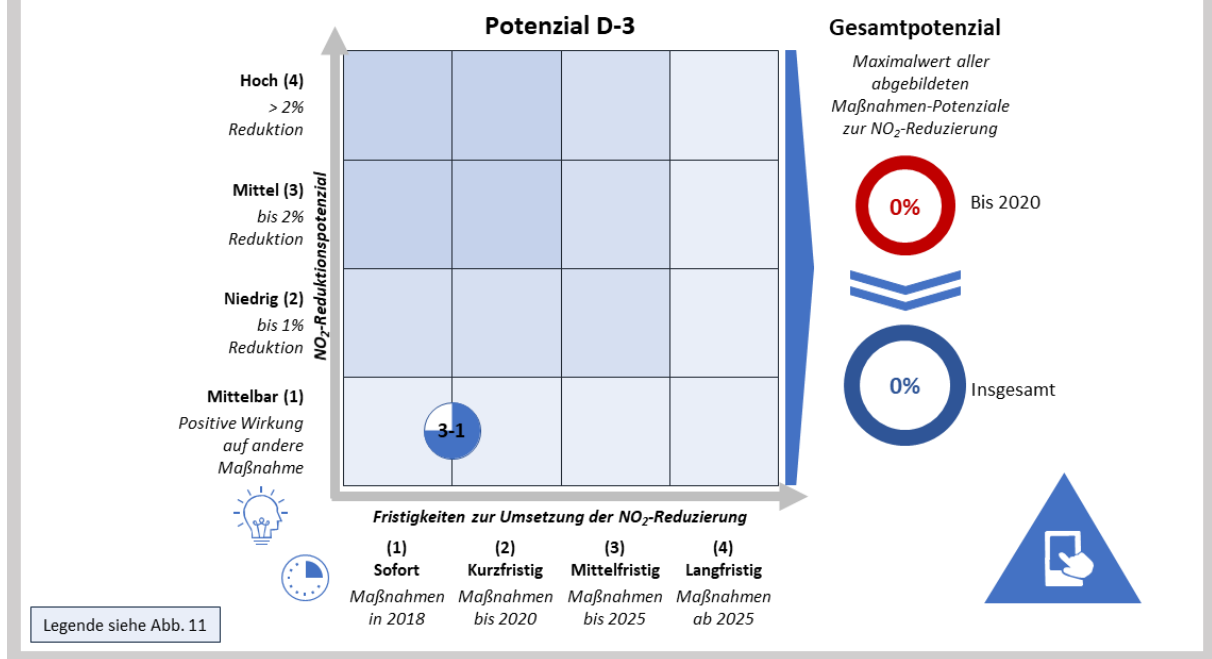 Potenzial D-3
Hoch (4)
> 2%
Reduktion
Mittel (3)
bis 2%
Reduktion
Niedrig (2)
bis 1%
Reduktion
Mittelbar (1)
Positive Wirkung
auf andere
Maßnahme
NO₂-Reduktionspotenzial
3-1
Fristigkeiten zur Umsetzung der NO₂-Reduzierung
(1)
Sofort
Maßnahmen
in 2018
(2)
Kurzfristig
Maßnahmen
bis 2020
(3)
Mittelfristig
Maßnahmen
bis 2025
(4)
Langfristig
Maßnahmen
ab 2025
Gesamtpotenzial
Maximalwert aller
abgebildeten
Maßnahmen-Potenziale
zur NO₂-Reduzierung
0%
Bis 2020
0%
Insgesamt
Legende siehe Abb. 11